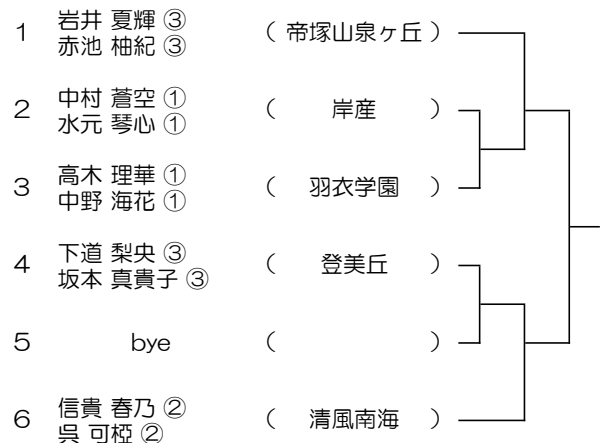 1 岩井 夏輝 ③ ( 帝塚山泉ヶ丘 )
赤池 柚紀 ③
2 中村 蒼空 ① ( 岸産 )
水元 琴心 ①
3 高木 理華 ① ( 羽衣学園 )
中野 海花 ①
4 下道 梨央 ③ ( 登美丘 )
坂本 真貴子 ③
5 bye ( )
6 信貴 春乃 ② ( 清風南海 )
呉 可椏 ②